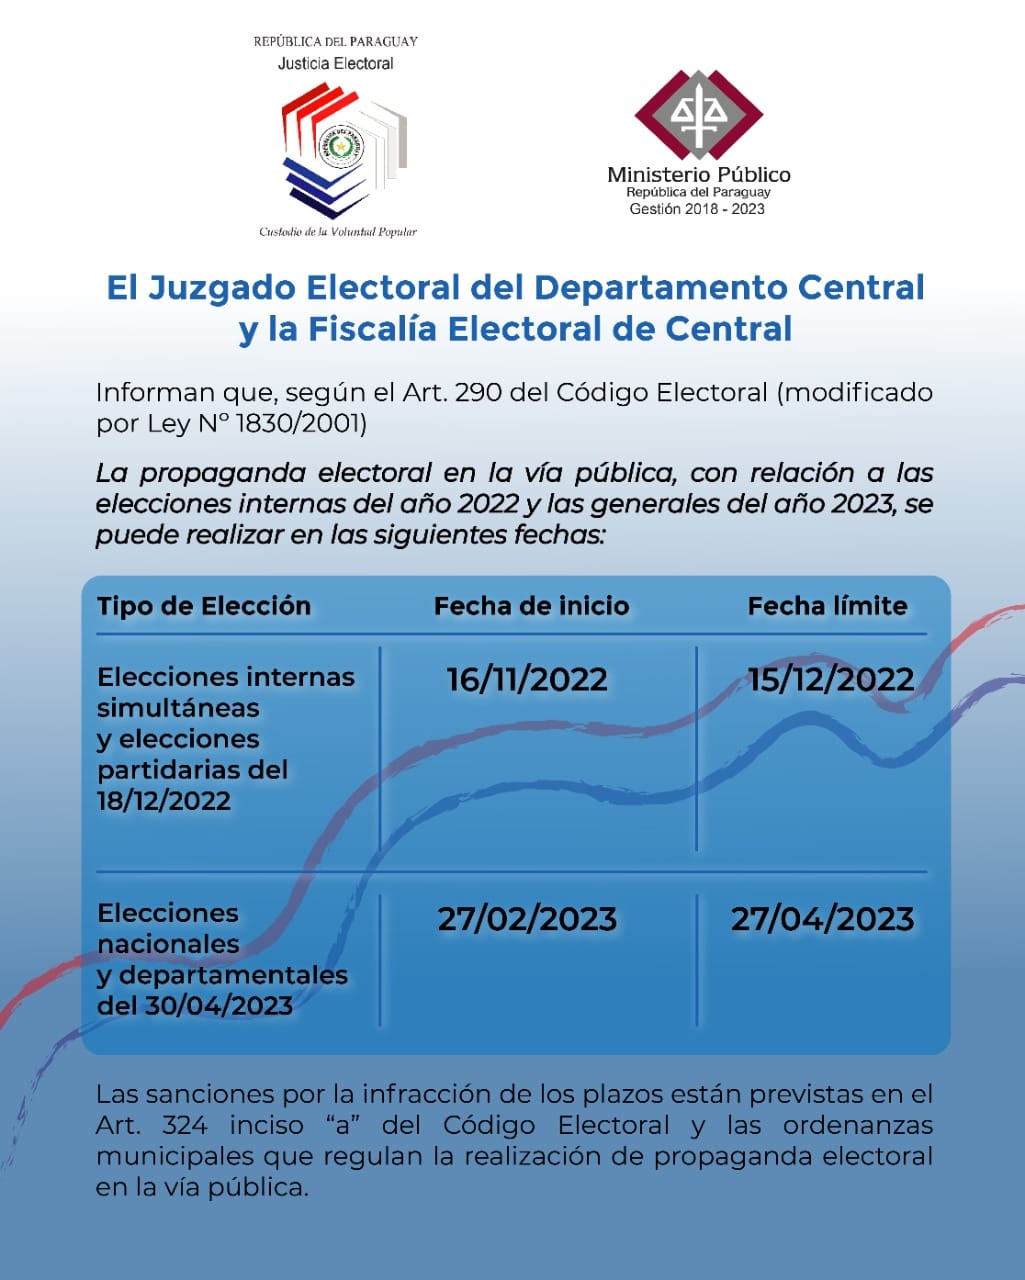 REPÚBLICA DEL PARAGUAY
Justicia Electoral
REPÚBLICA DEL PARAGUAY
Custodio de la Voluntad Popular
Ministerio Público
República del Paraguay
Gestión 2018 - 2023
El Juzgado Electoral del Departamento Central
y la Fiscalía Electoral de Central
Informan que, según el Art. 290 del Código Electoral (modificado
por Ley Nº 1830/2001)
La propaganda electoral en la vía pública, con relación a las
elecciones internas del año 2022 y las generales del año 2023, se
puede realizar en las siguientes fechas:
Tipo de Elección Fecha de inicio Fecha límite
Elecciones internas 16/11/2022 15/12/2022
simultáneas
y elecciones
partidarias del
18/12/2022
Elecciones 27/02/2023 27/04/2023
nacionales
y departamentales
del 30/04/2023
Las sanciones por la infracción de los plazos están previstas en el
Art. 324 inciso “a” del Código Electoral y las ordenanzas
municipales que regulan la realización de propaganda electoral
en la vía pública.